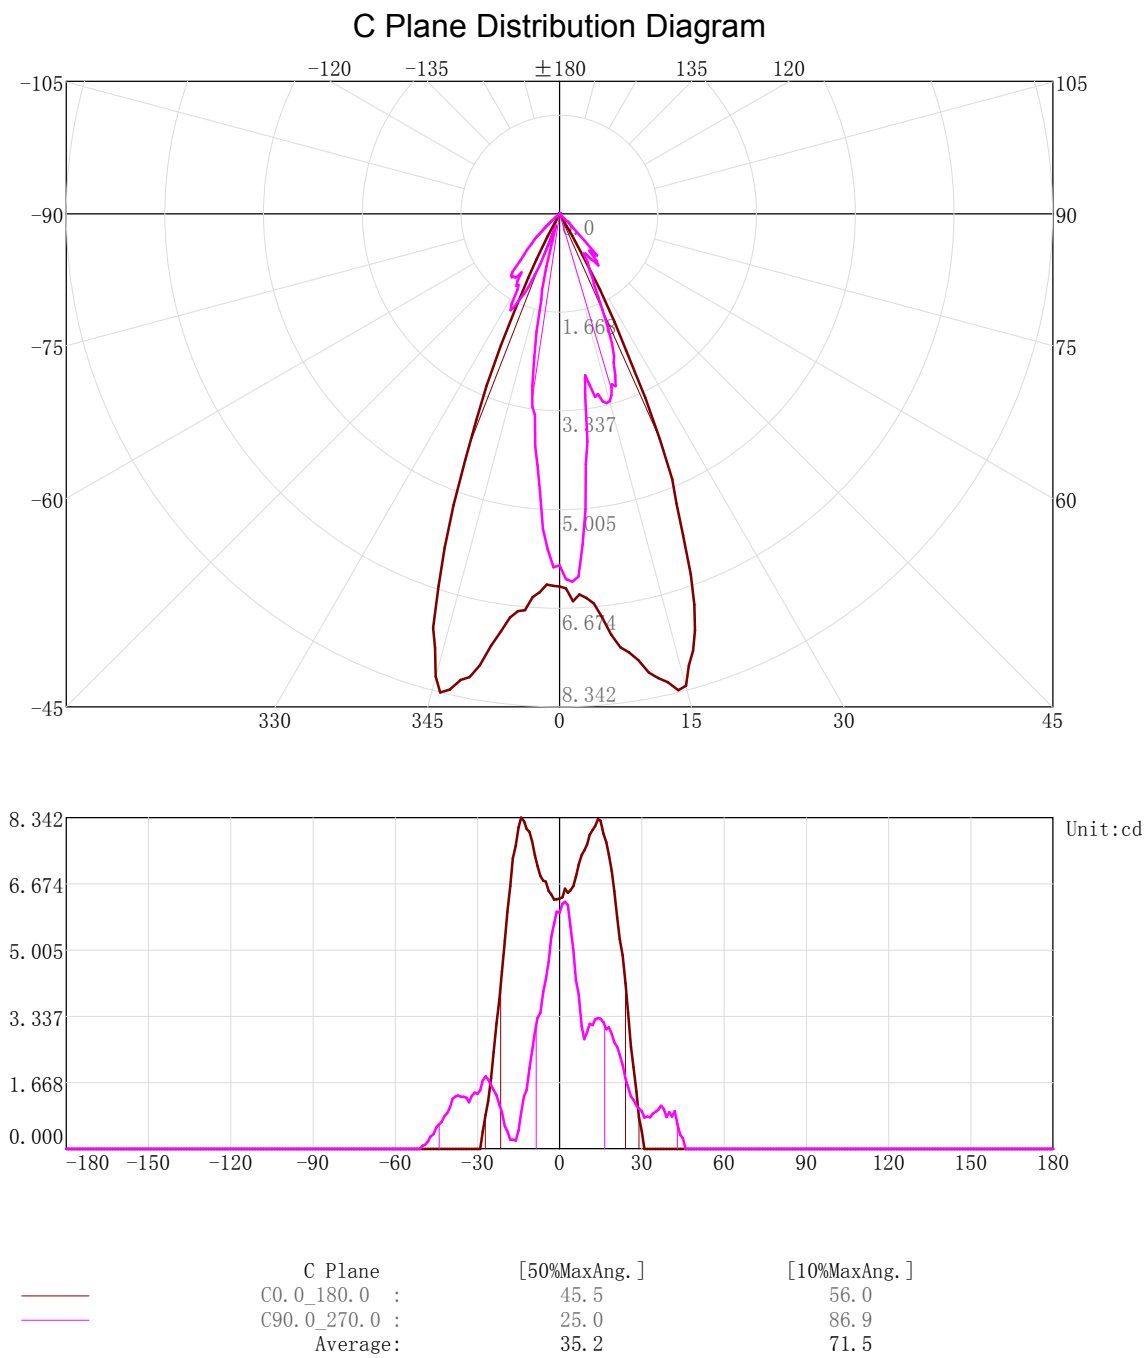 C Plane Distribution Diagram
-120 -135 ±180 135 120
-105 105
-90 90
.0
1.668
-75 75
3.337
-60 60
5.005
6.674
8.342
-45 330 345 0 15 30 45
8.342 Unit:cd
6.674
5.005
3.337
1.668
0.000
-180 -150 -120 -90 -60 -30 0 30 60 90 120 150 180
C Plane [50%MaxAng.] [10%MaxAng.]
C0.0_180.0 : 45.5 56.0
C90.0_270.0 : 25.0 86.9
Average: 35.2 71.5